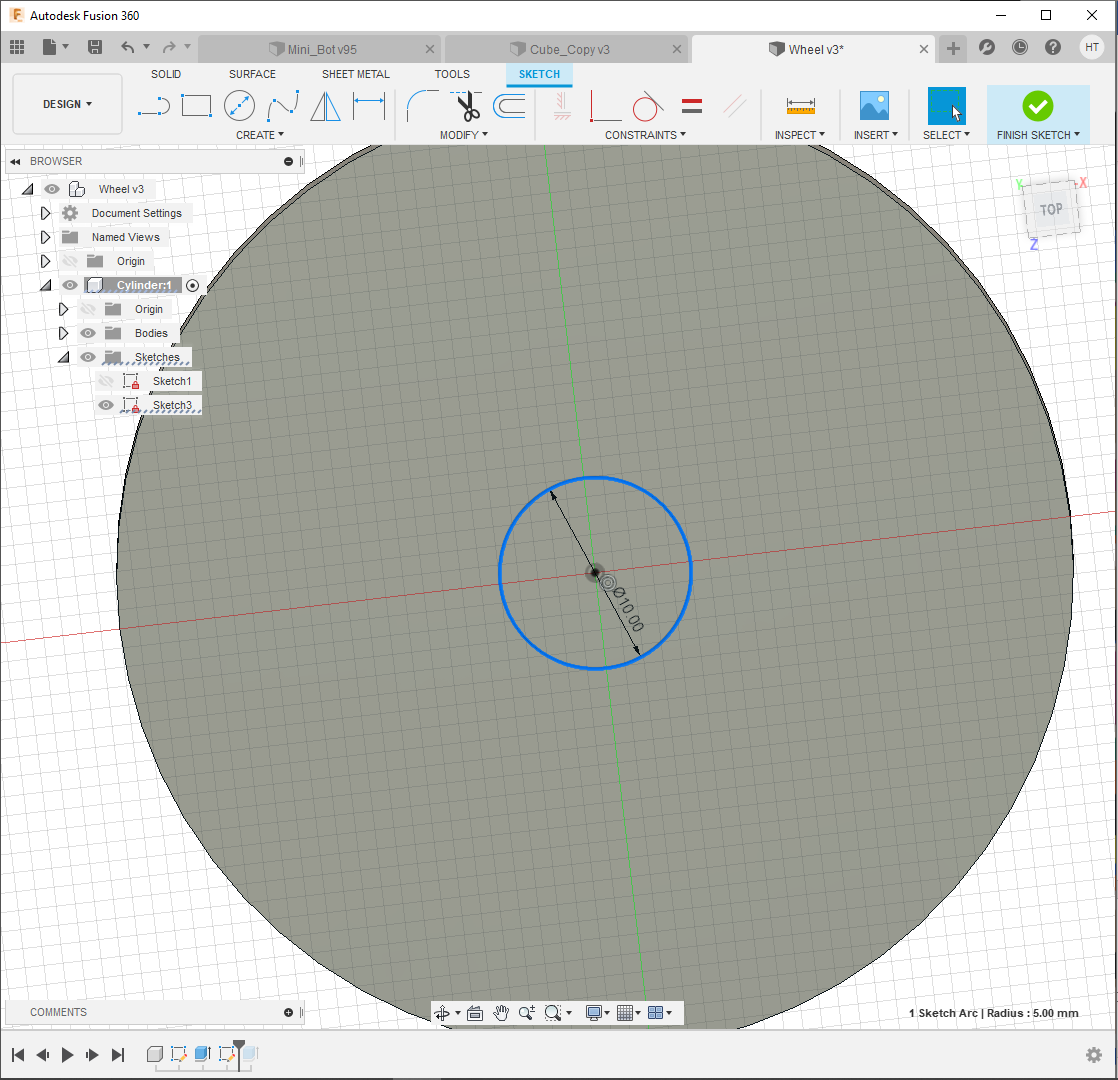 Autodesk Fusion 360
Mini_Bot v95
Cube_Copy v3
Wheel v3*
HT
DESIGN
SOLID
SURFACE
SHEET METAL
TOOLS
SKETCH
CREATE
MODIFY
CONSTRAINTS
INSPECT
INSERT
SELECT
FINISH SKETCH
BROWSER
Wheel v3
Document Settings
Named Views
Origin
Cylinder:1
Origin
Bodies
Sketches
Sketch1
Sketch3
Y
X
TOP
Z
Ø10.00
COMMENTS
1 Sketch Arc | Radius : 5.00 mm